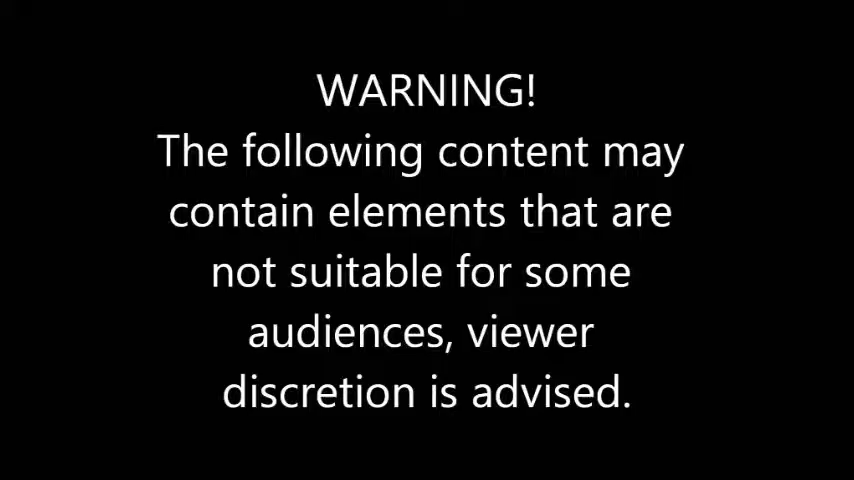 WARNING!
The following content may
contain elements that are
not suitable for some
audiences, viewer
discretion is advised.